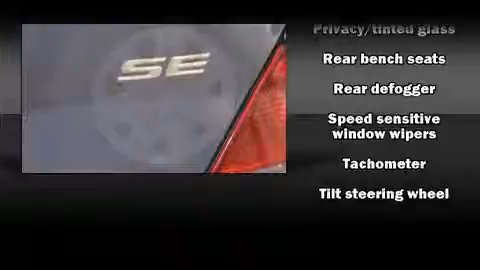 SE
Privacy/tinted glass
Rear bench seats
Rear defogger
Speed sensitive
window wipers
Tachometer
Tilt steering wheel